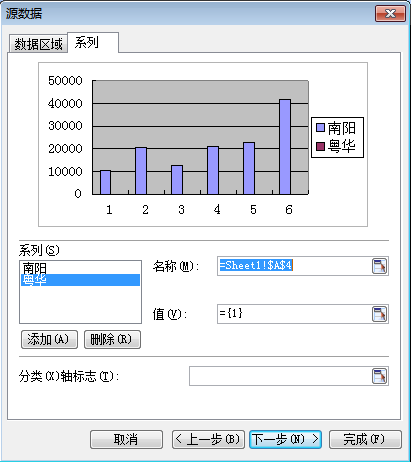 源数据
数据区域 系列
50000
40000
30000
20000
10000
0
1 2 3 4 5 6
南阳
粤华
系列(S)
南阳
粤华
名称(M): =Sheet1!$A$4
值(Y): ={1}
添加(A) 删除(R)
分类(X)轴标志(T):
取消 < 上一步(B) 下一步(N) > 完成(F)